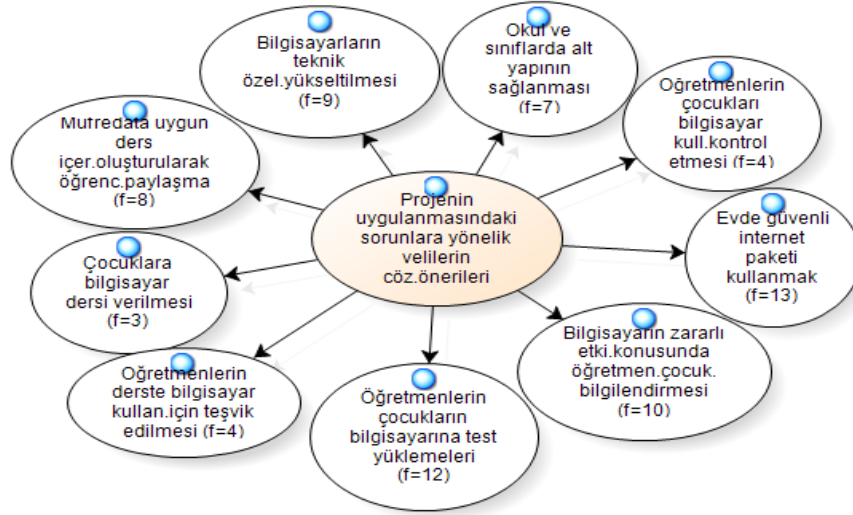 Bilgisayarların
teknik
özel.yükseltilmesi
(f=9)
Okul ve
sınıflarda alt
yapının
sağlanması
(f=7)
Öğretmenlerin
çocukları
bilgisayar
kull.kontrol
etmesi (f=4)
Müfredata uygun
ders
içer.oluşturularak
öğrenc.paylaşma
(f=8)
Projenin
uygulanmasındaki
sorunlara yönelik
velilerin
çöz.önerileri
Evde güvenli
internet
paketi
kullanmak
(f=13)
Çocuklara
bilgisayar
dersi verilmesi
(f=3)
Bilgisayarin zararlı
etki.konusunda
öğretmen.çocuk.
bilgilendirmesi
(f=10)
Öğretmenlerin
derste bilgisayar
kullan.için teşvik
edilmesi (f=4)
Öğretmenlerin
çocukların
bilgisayarına test
yüklemeleri
(f=12)